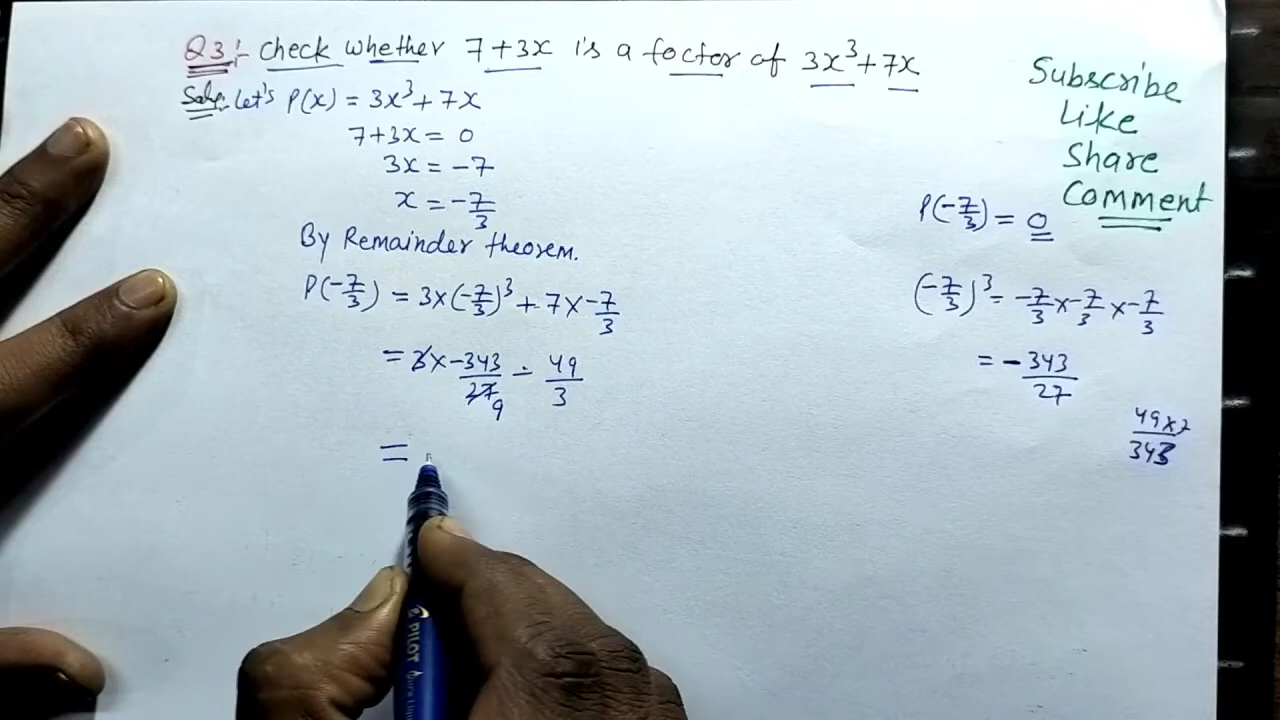 Q3:- Check whether 7+3x is a factor of 3x³+7x
Soln:- Let's P(x) = 3x³+7x
7+3x = 0
3x = -7
x = -7/3
By Remainder theorem.
P(-7/3) = 3×(-7/3)³ + 7×-7/3
= 3×-343/27 9 - 49/3
=
Subscribe
Like
Share
Comment
P(-7/3) = 0
(-7/3)³ = -7/3 × -7/3 × -7/3
= -343/27
49×7
343
PILOT